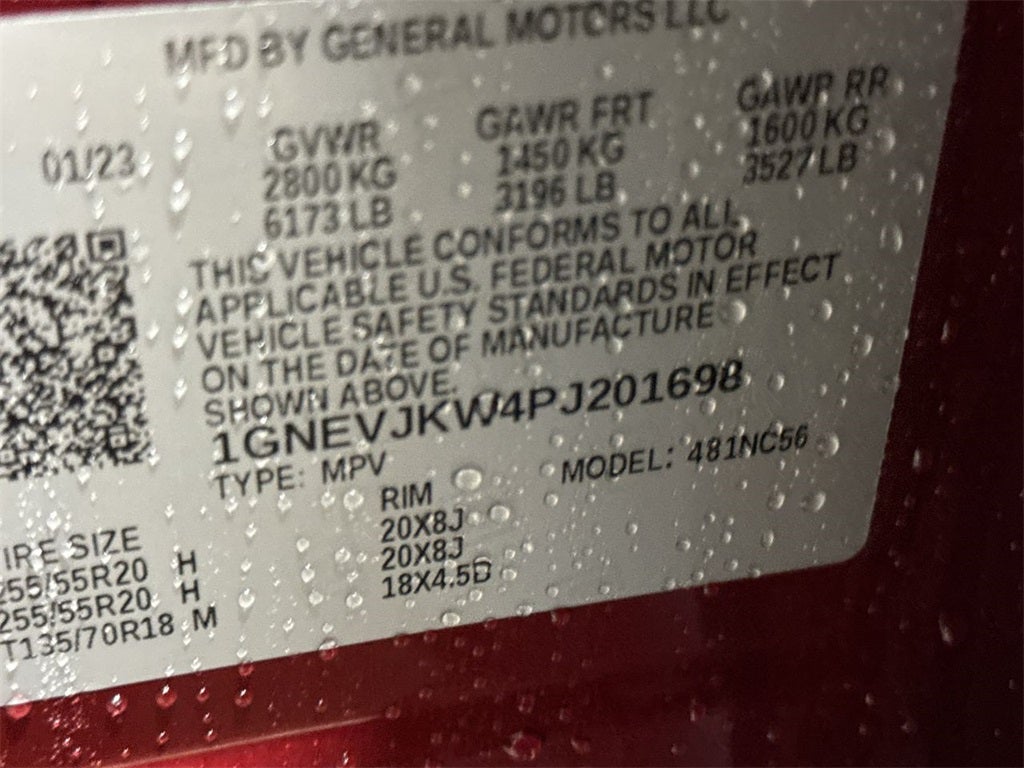 MFD BY GENERAL MOTORS LLC
01/23
GVWR
2800 KG
6173 LB
GAWR FRT
1450 KG
3196 LB
GAWR RR
1600 KG
3527 LB
THIS VEHICLE CONFORMS TO ALL
APPLICABLE U.S. FEDERAL MOTOR
VEHICLE SAFETY STANDARDS IN EFFECT
ON THE DATE OF MANUFACTURE
SHOWN ABOVE.
1GNEVJKW4PJ201698
TYPE: MPV
MODEL: 481NC56
IRE SIZE
255/55R20 H
255/55R20 H
T135/70R18 M
RIM
20X8J
20X8J
18X4.5B